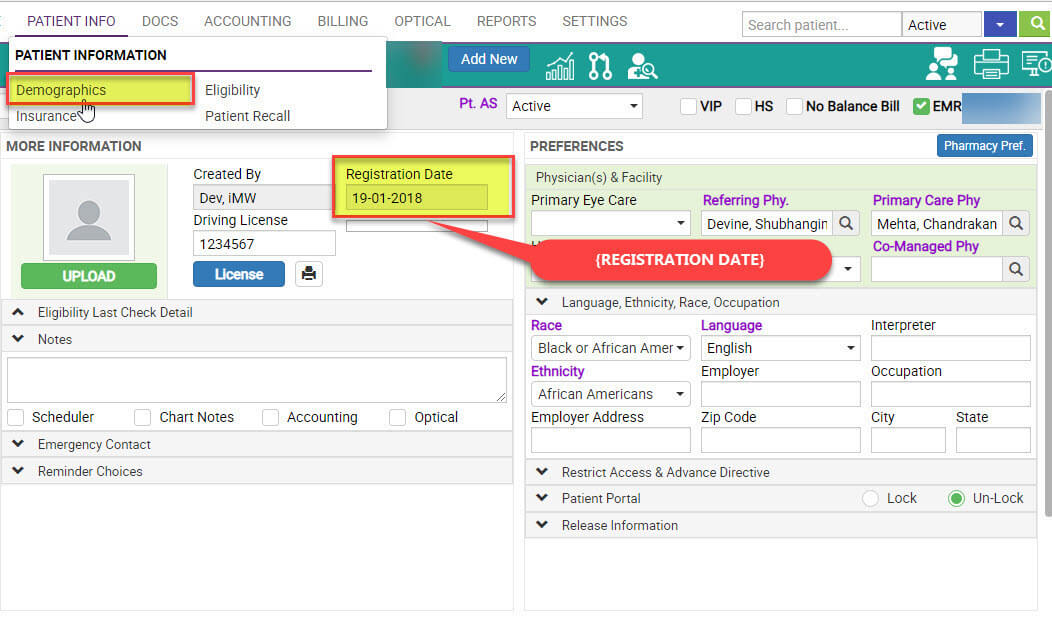 PATIENT INFO DOCS ACCOUNTING BILLING OPTICAL REPORTS SETTINGS Search patient... Active
PATIENT INFORMATION
Add New
Demographics Eligibility
Insurance Patient Recall
Pt. AS Active VIP HS No Balance Bill EMR
MORE INFORMATION
Created By Registration Date
Dev, iMW 19-01-2018
Driving License
1234567
UPLOAD License
Eligibility Last Check Detail
Notes
Scheduler Chart Notes Accounting Optical
Emergency Contact
Reminder Choices
PREFERENCES Pharmacy Pref.
Physician(s) & Facility
Primary Eye Care Referring Phy. Primary Care Phy
Devine, Shubhangin Mehta, Chandrakan
Co-Managed Phy
{REGISTRATION DATE}
Language, Ethnicity, Race, Occupation
Race Language Interpreter
Black or African Amer English
Ethnicity Employer Occupation
African Americans
Employer Address Zip Code City State
Restrict Access & Advance Directive
Patient Portal Lock Un-Lock
Release Information